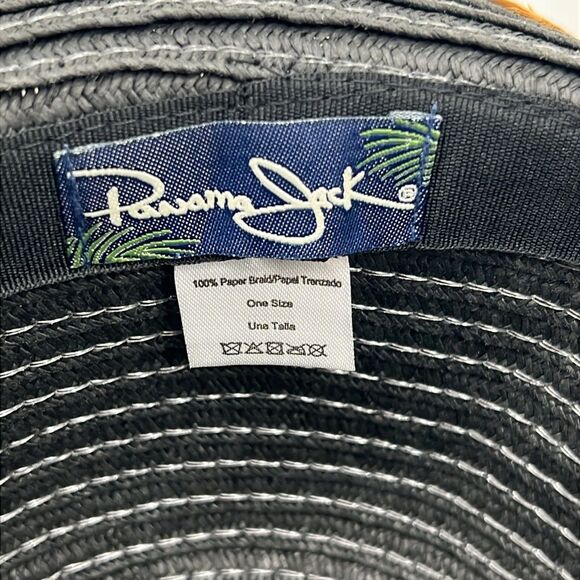 Panama Jack®
100% Paper Braid/Papel Trenzado
One Size
Una Talla